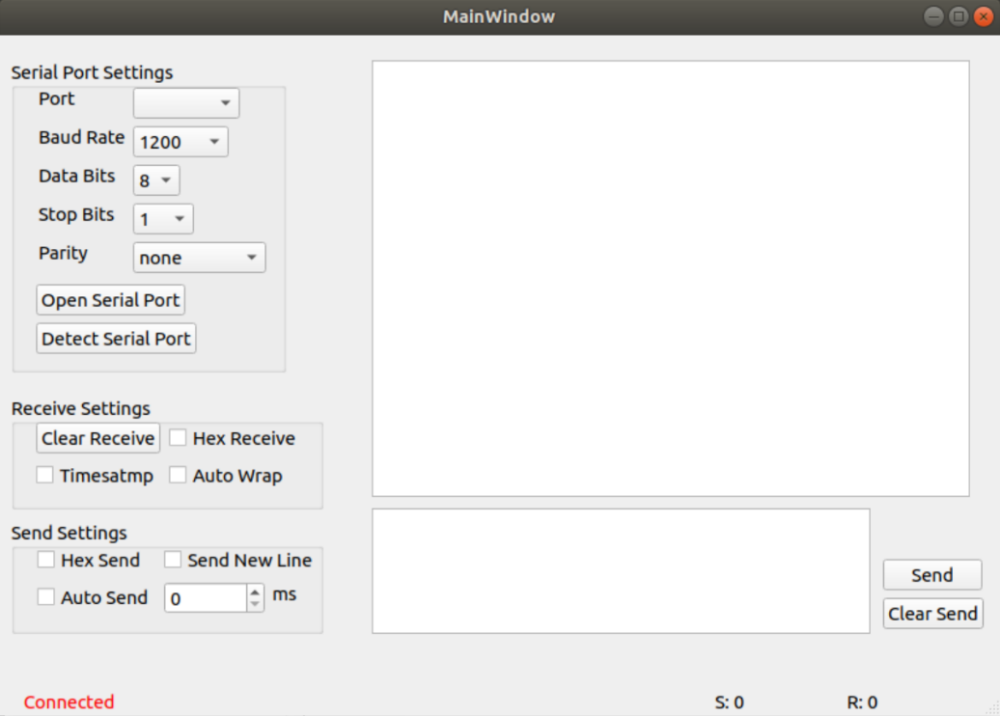 MainWindow
Serial Port Settings
Port
Baud Rate 1200
Data Bits 8
Stop Bits 1
Parity none
Open Serial Port
Detect Serial Port
Receive Settings
Clear Receive Hex Receive
Timesatmp Auto Wrap
Send Settings
Hex Send Send New Line
Auto Send 0 ms
Send
Clear Send
Connected S: 0 R: 0